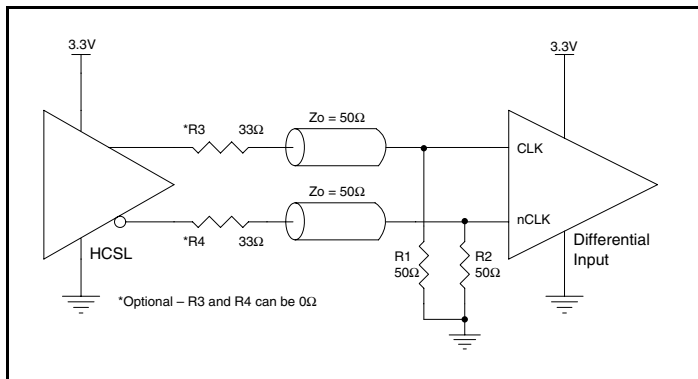 3.3V
3.3V
*R3
33Ω
Zo = 50Ω
CLK
Zo = 50Ω
nCLK
*R4
33Ω
HCSL
R1
50Ω
R2
50Ω
Differential
Input
*Optional – R3 and R4 can be 0Ω